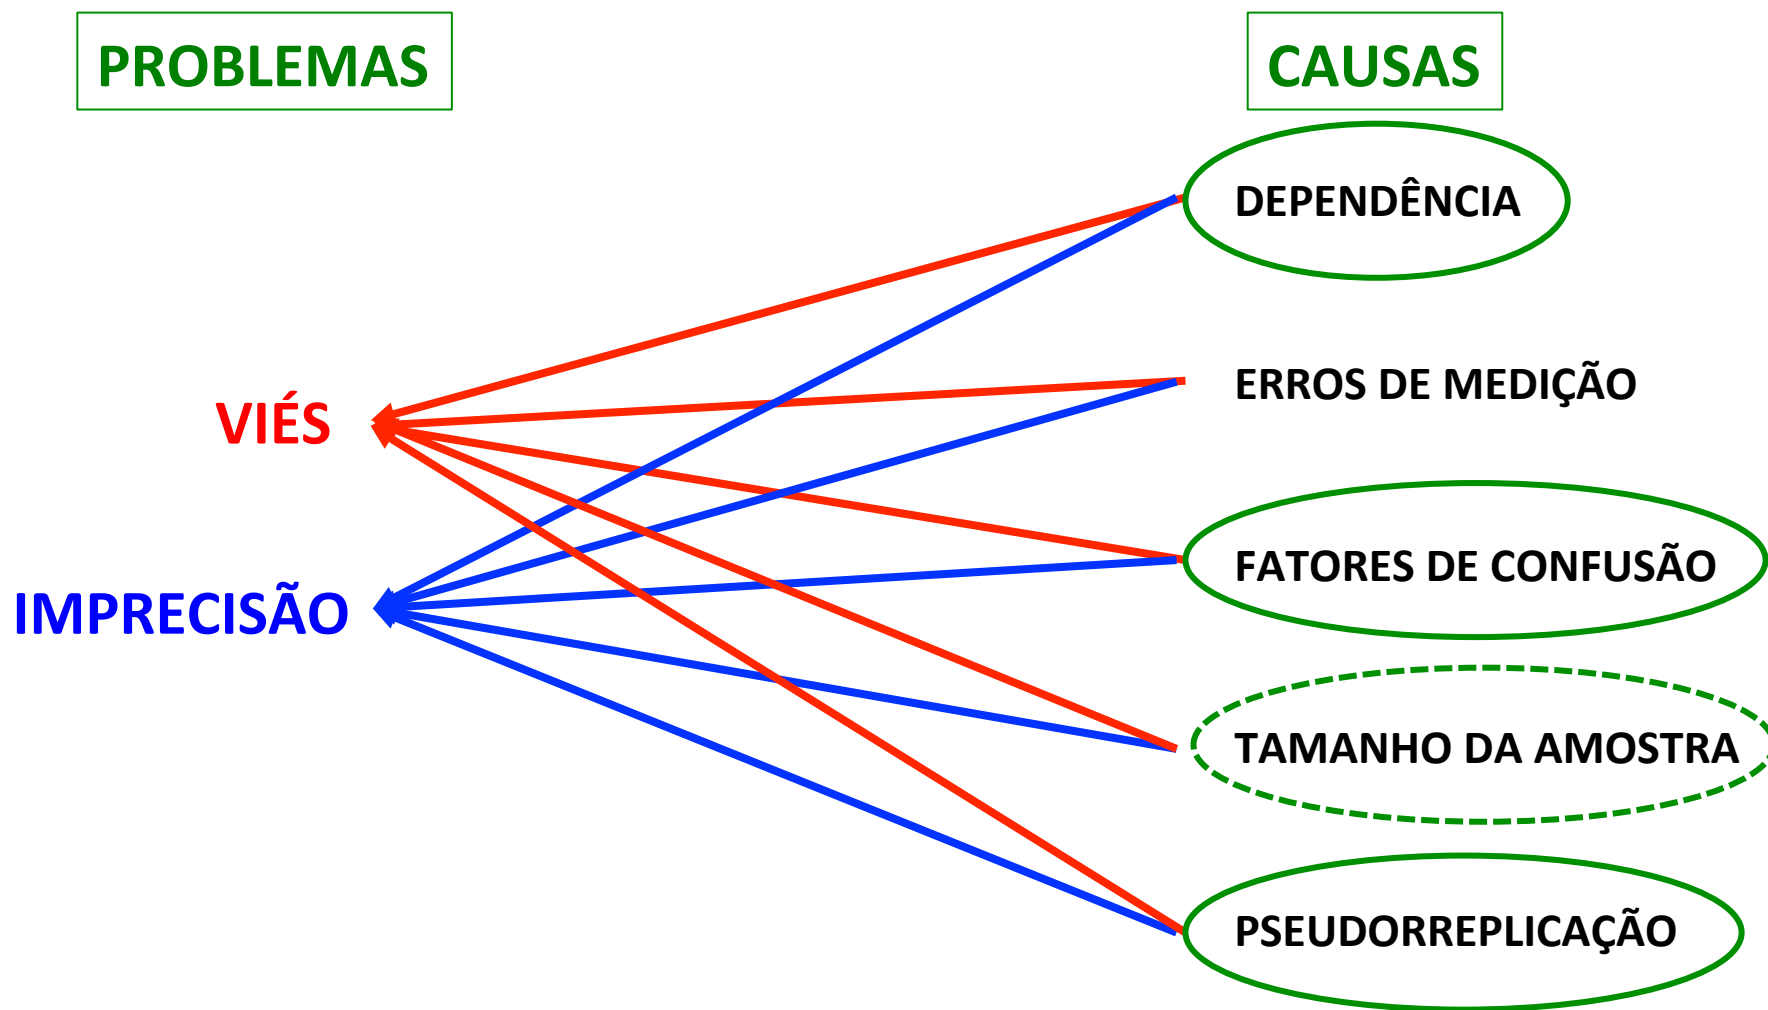 PROBLEMAS
CAUSAS
DEPENDÊNCIA
ERROS DE MEDIÇÃO
VIÉS
FATORES DE CONFUSÃO
IMPRECISÃO
TAMANHO DA AMOSTRA
PSEUDORREPLICAÇÃO